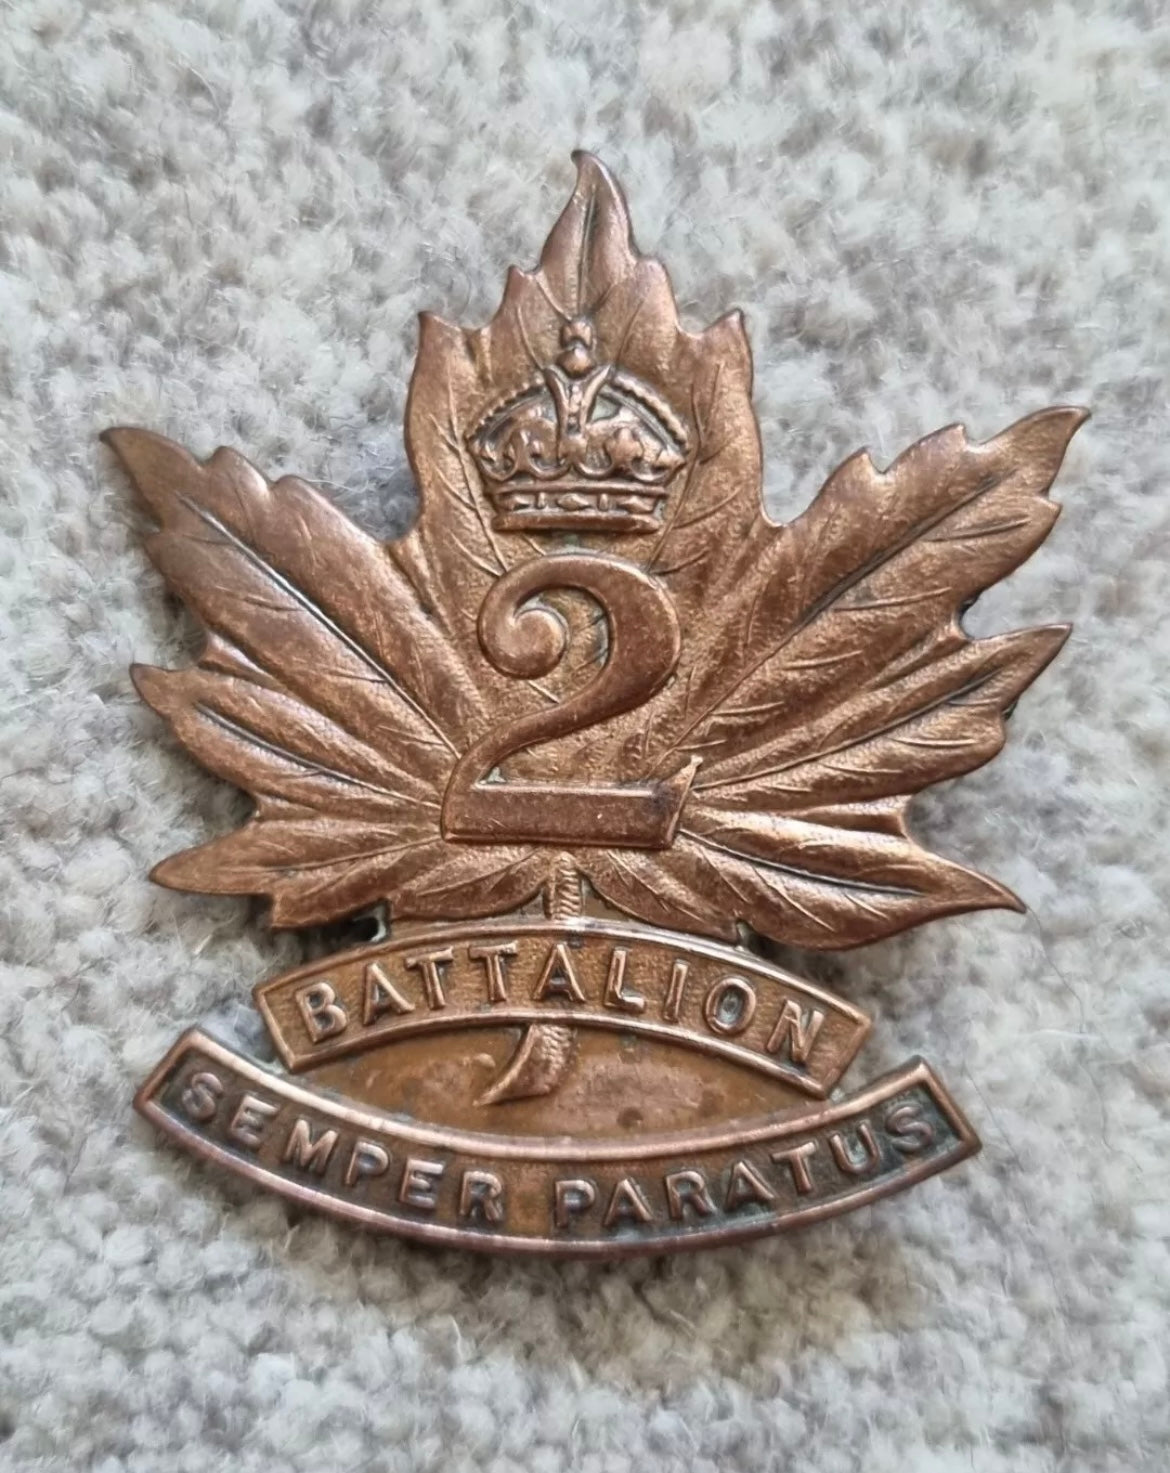 2
BATTALION
SEMPER PARATUS